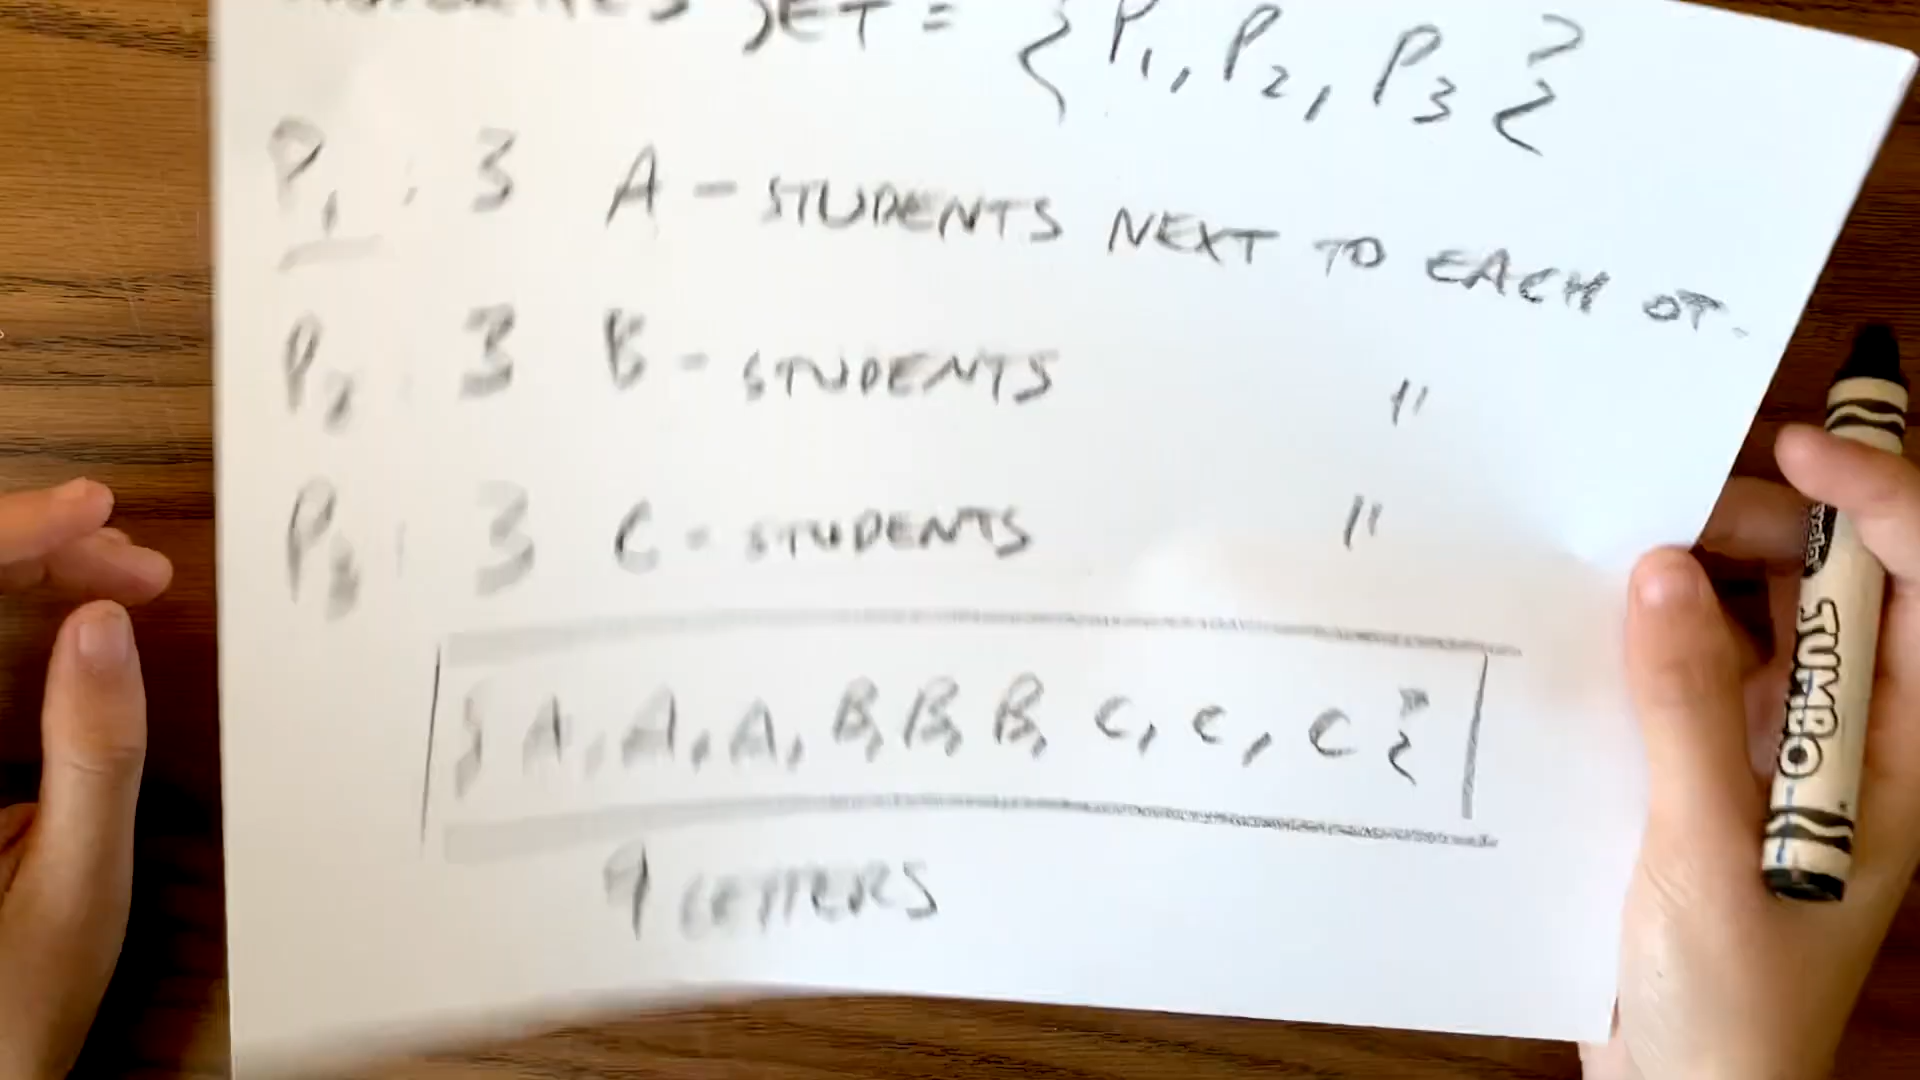 SET = {P1, P2, P3}
P1 : 3 A - STUDENTS NEXT TO EACH OT-
P2 : 3 B - STUDENTS "
P3 : 3 C - STUDENTS "
{A, A, A, B, B, B, C, C, C}
9 LETTERS
JUMBO